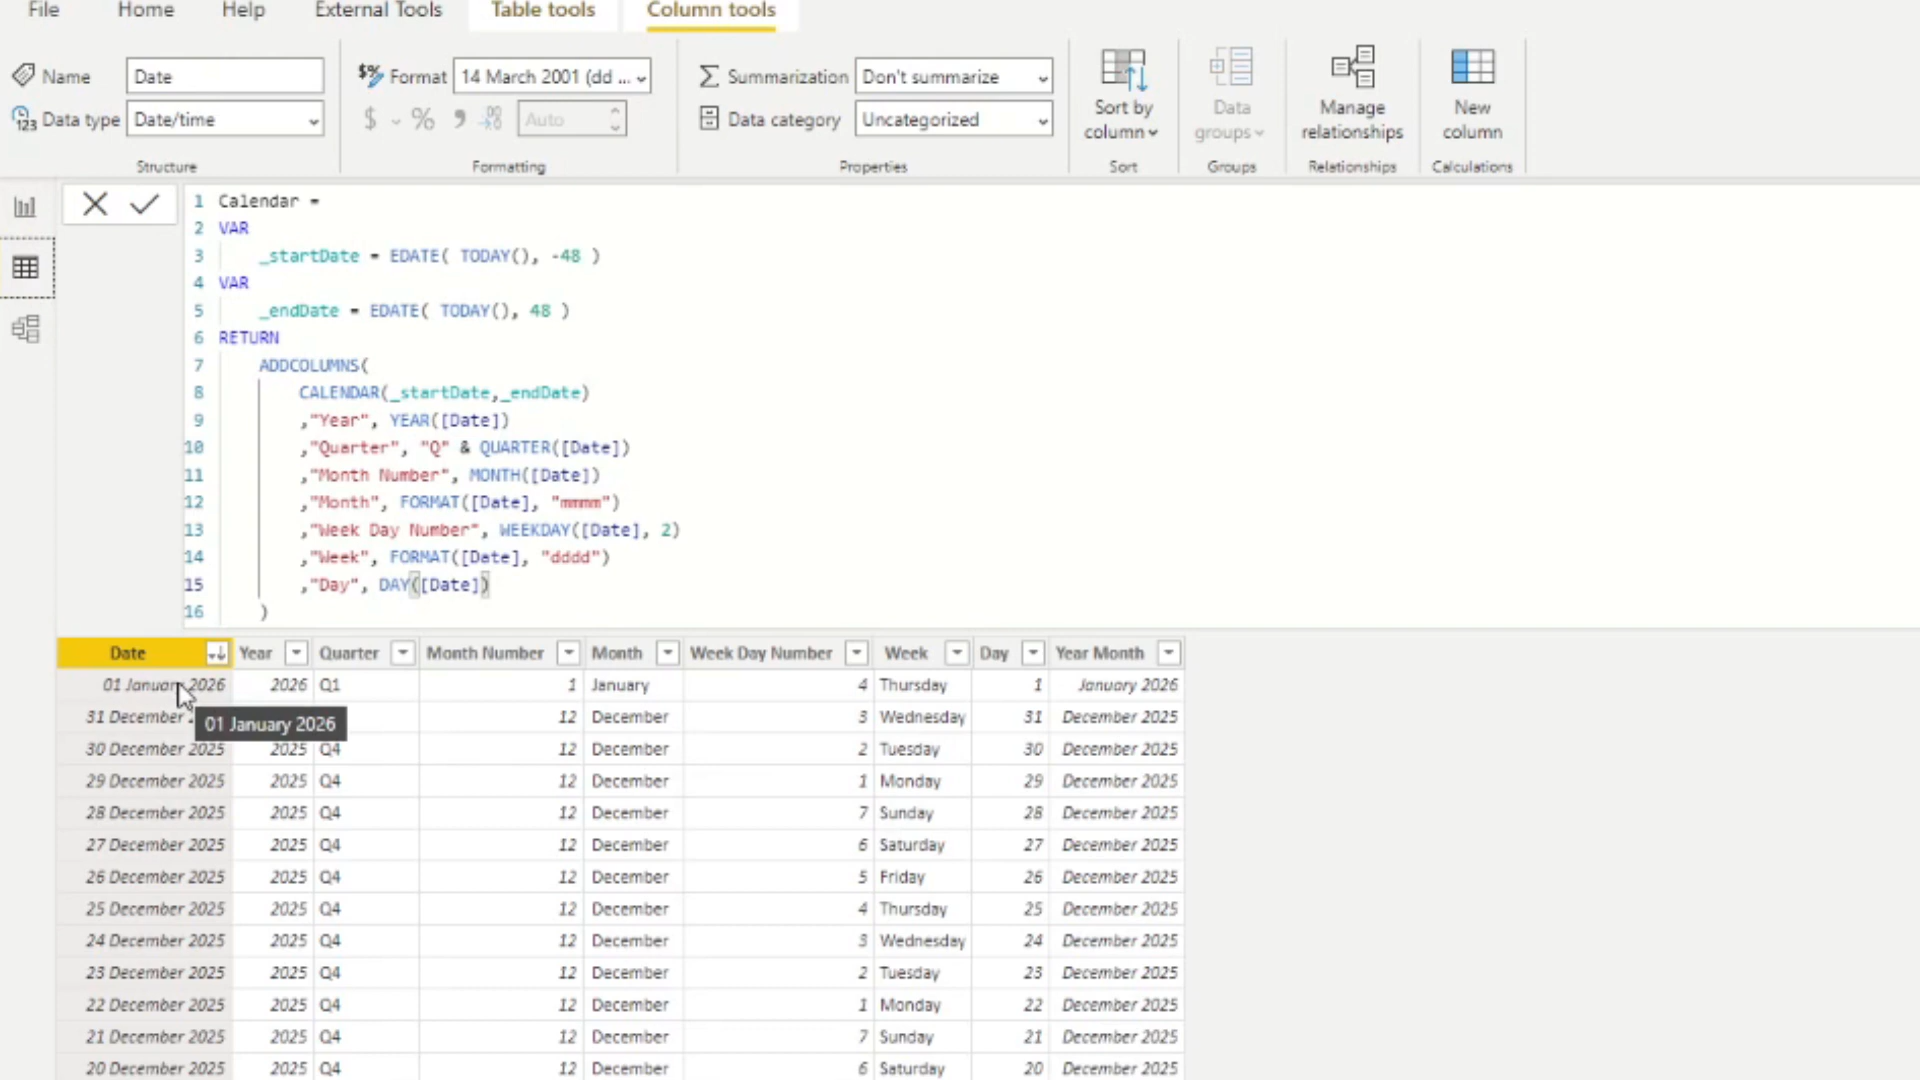 File Home Help External Tools Table tools Column tools
Name Date Format 14 March 2001 (dd ... Summarization Don't summarize Sort by column Data groups Manage relationships New column
Data type Date/time $ % Auto Data category Uncategorized
Structure Formatting Properties Sort Groups Relationships Calculations
1 Calendar =
2 VAR
3 _startDate = EDATE( TODAY(), -48 )
4 VAR
5 _endDate = EDATE( TODAY(), 48 )
6 RETURN
7 ADDCOLUMNS(
8 CALENDAR(_startDate,_endDate)
9 ,"Year", YEAR([Date])
10 ,"Quarter", "Q" & QUARTER([Date])
11 ,"Month Number", MONTH([Date])
12 ,"Month", FORMAT([Date], "mmmm")
13 ,"Week Day Number", WEEKDAY([Date], 2)
14 ,"Week", FORMAT([Date], "dddd")
15 ,"Day", DAY([Date])
16 )
Date Year Quarter Month Number Month Week Day Number Week Day Year Month
01 January 2026 2026 Q1 1 January 4 Thursday 1 January 2026
31 December 12 December 3 Wednesday 31 December 2025
01 January 2026
30 December 2025 2025 Q4 12 December 2 Tuesday 30 December 2025
29 December 2025 2025 Q4 12 December 1 Monday 29 December 2025
28 December 2025 2025 Q4 12 December 7 Sunday 28 December 2025
27 December 2025 2025 Q4 12 December 6 Saturday 27 December 2025
26 December 2025 2025 Q4 12 December 5 Friday 26 December 2025
25 December 2025 2025 Q4 12 December 4 Thursday 25 December 2025
24 December 2025 2025 Q4 12 December 3 Wednesday 24 December 2025
23 December 2025 2025 Q4 12 December 2 Tuesday 23 December 2025
22 December 2025 2025 Q4 12 December 1 Monday 22 December 2025
21 December 2025 2025 Q4 12 December 7 Sunday 21 December 2025
20 December 2025 2025 Q4 12 December 6 Saturday 20 December 2025